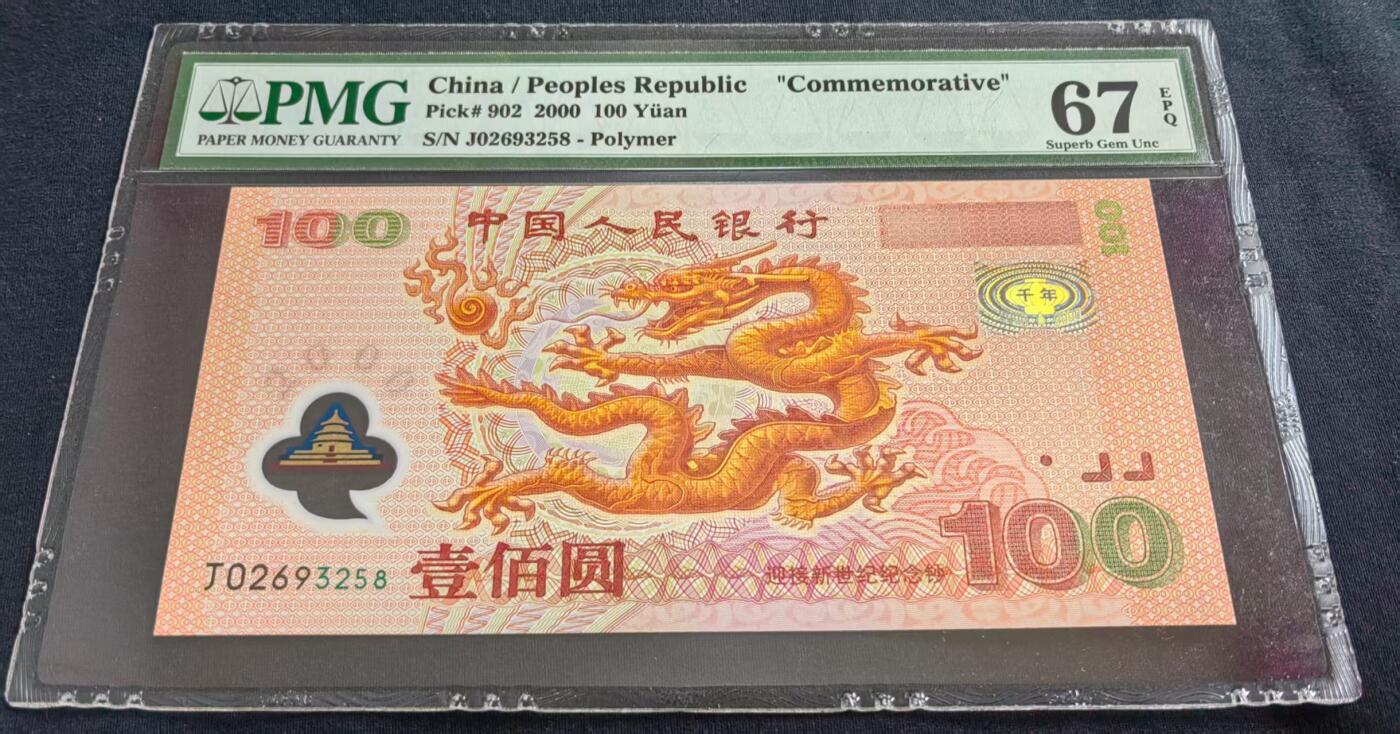 PMG
PAPER MONEY GUARANTY
China / Peoples Republic "Commemorative"
Pick# 902 2000 100 Yüan
S/N J02693258 - Polymer
67
EPQ
Superb Gem Unc
100
中国人民银行
100
千年
2000
J02693258
壹佰圆
迎接新世纪纪念钞
100